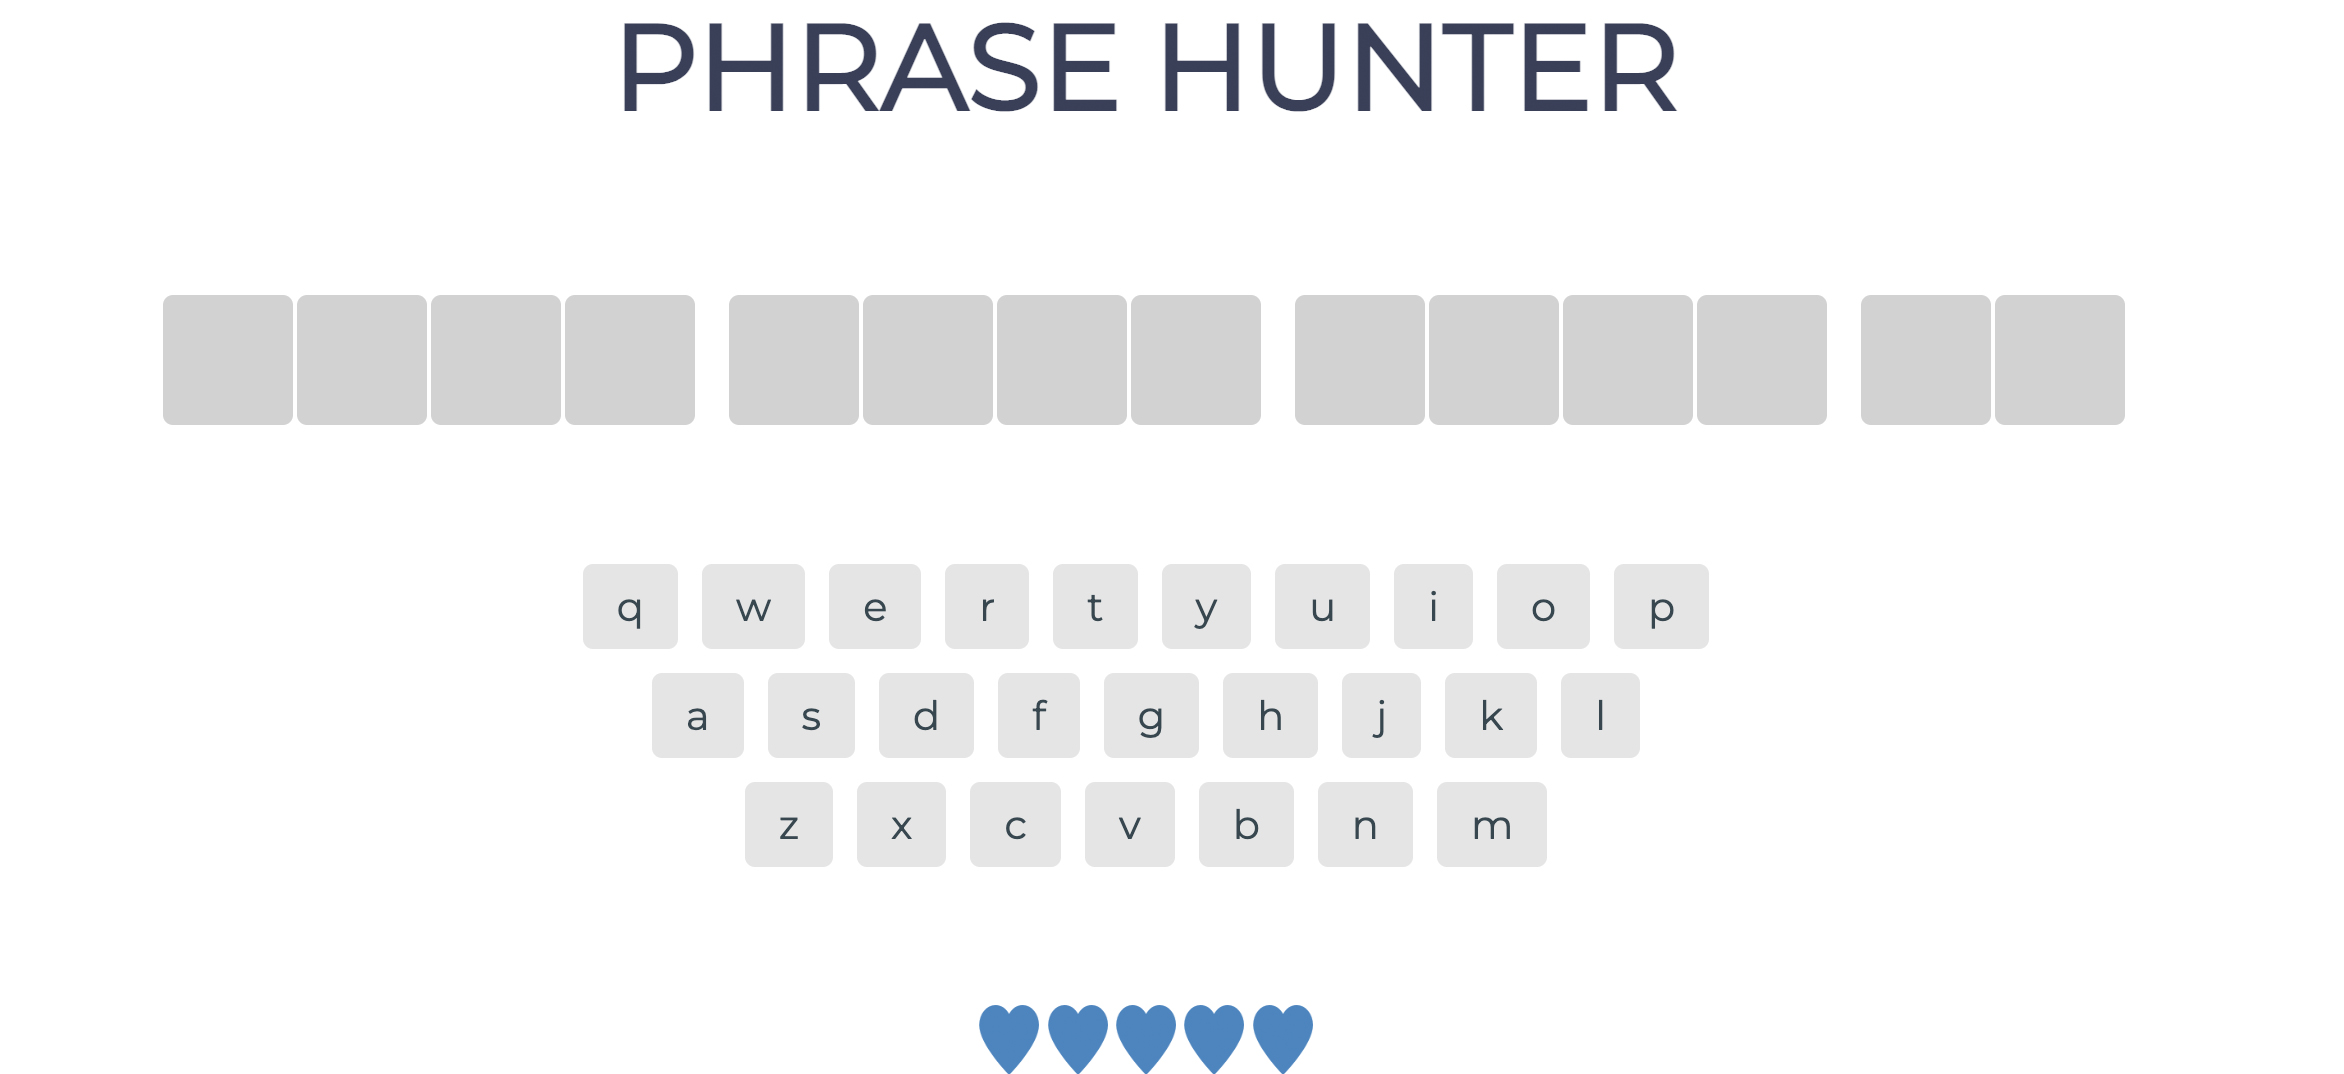 PHRASE HUNTER
q w e r t y u i o p
a s d f g h j k l
z x c v b n m